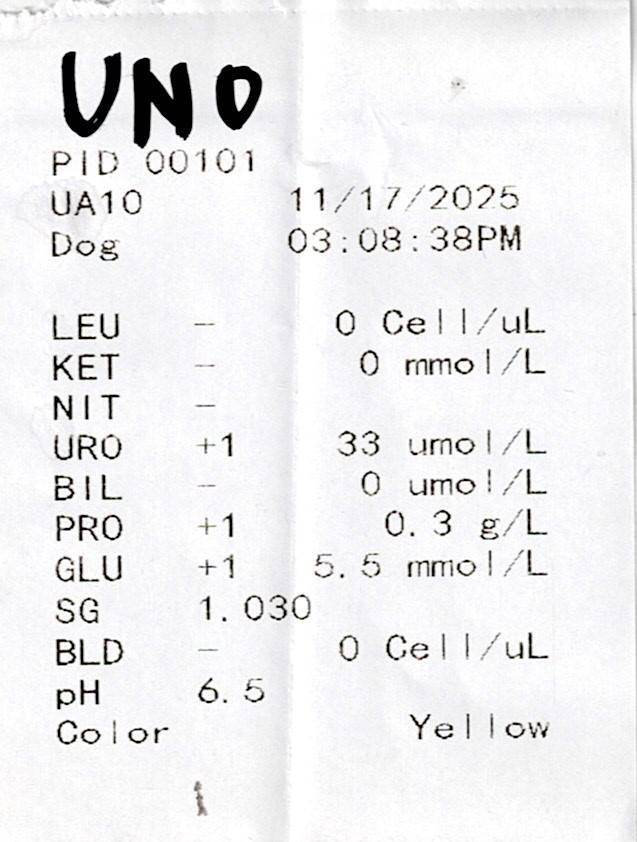 UNO
PID 00101
UA10 11/17/2025
Dog 03:08:38PM
LEU - 0 Cell/uL
KET - 0 mmol/L
NIT -
URO +1 33 umol/L
BIL - 0 umol/L
PRO +1 0.3 g/L
GLU +1 5.5 mmol/L
SG 1.030
BLD - 0 Cell/uL
pH 6.5
Color Yellow